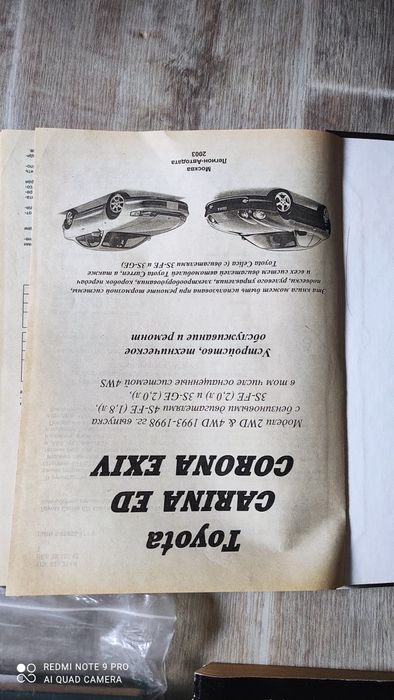 Toyota
CARINA ED
CORONA EXIV
Модели 2WD & 4WD 1993-1998 гг. выпуска
с бензиновыми двигателями 4S-FE (1,8 л),
3S-FE (2,0 л) и 3S-GE (2,0 л),
в том числе оснащенные системой 4WS
Устройство, техническое
обслуживание и ремонт
Эта книга может быть использована при ремонте тормозной системы,
подвески, рулевого управления, электрооборудования, коробок передач
и всех систем двигателей автомобилей Toyota Curren, а также
Toyota Celica (с двигателями 3S-FE и 3S-GE)
Москва
Легион-Автодата
2003
REDMI NOTE 9 PRO
AI QUAD CAMERA